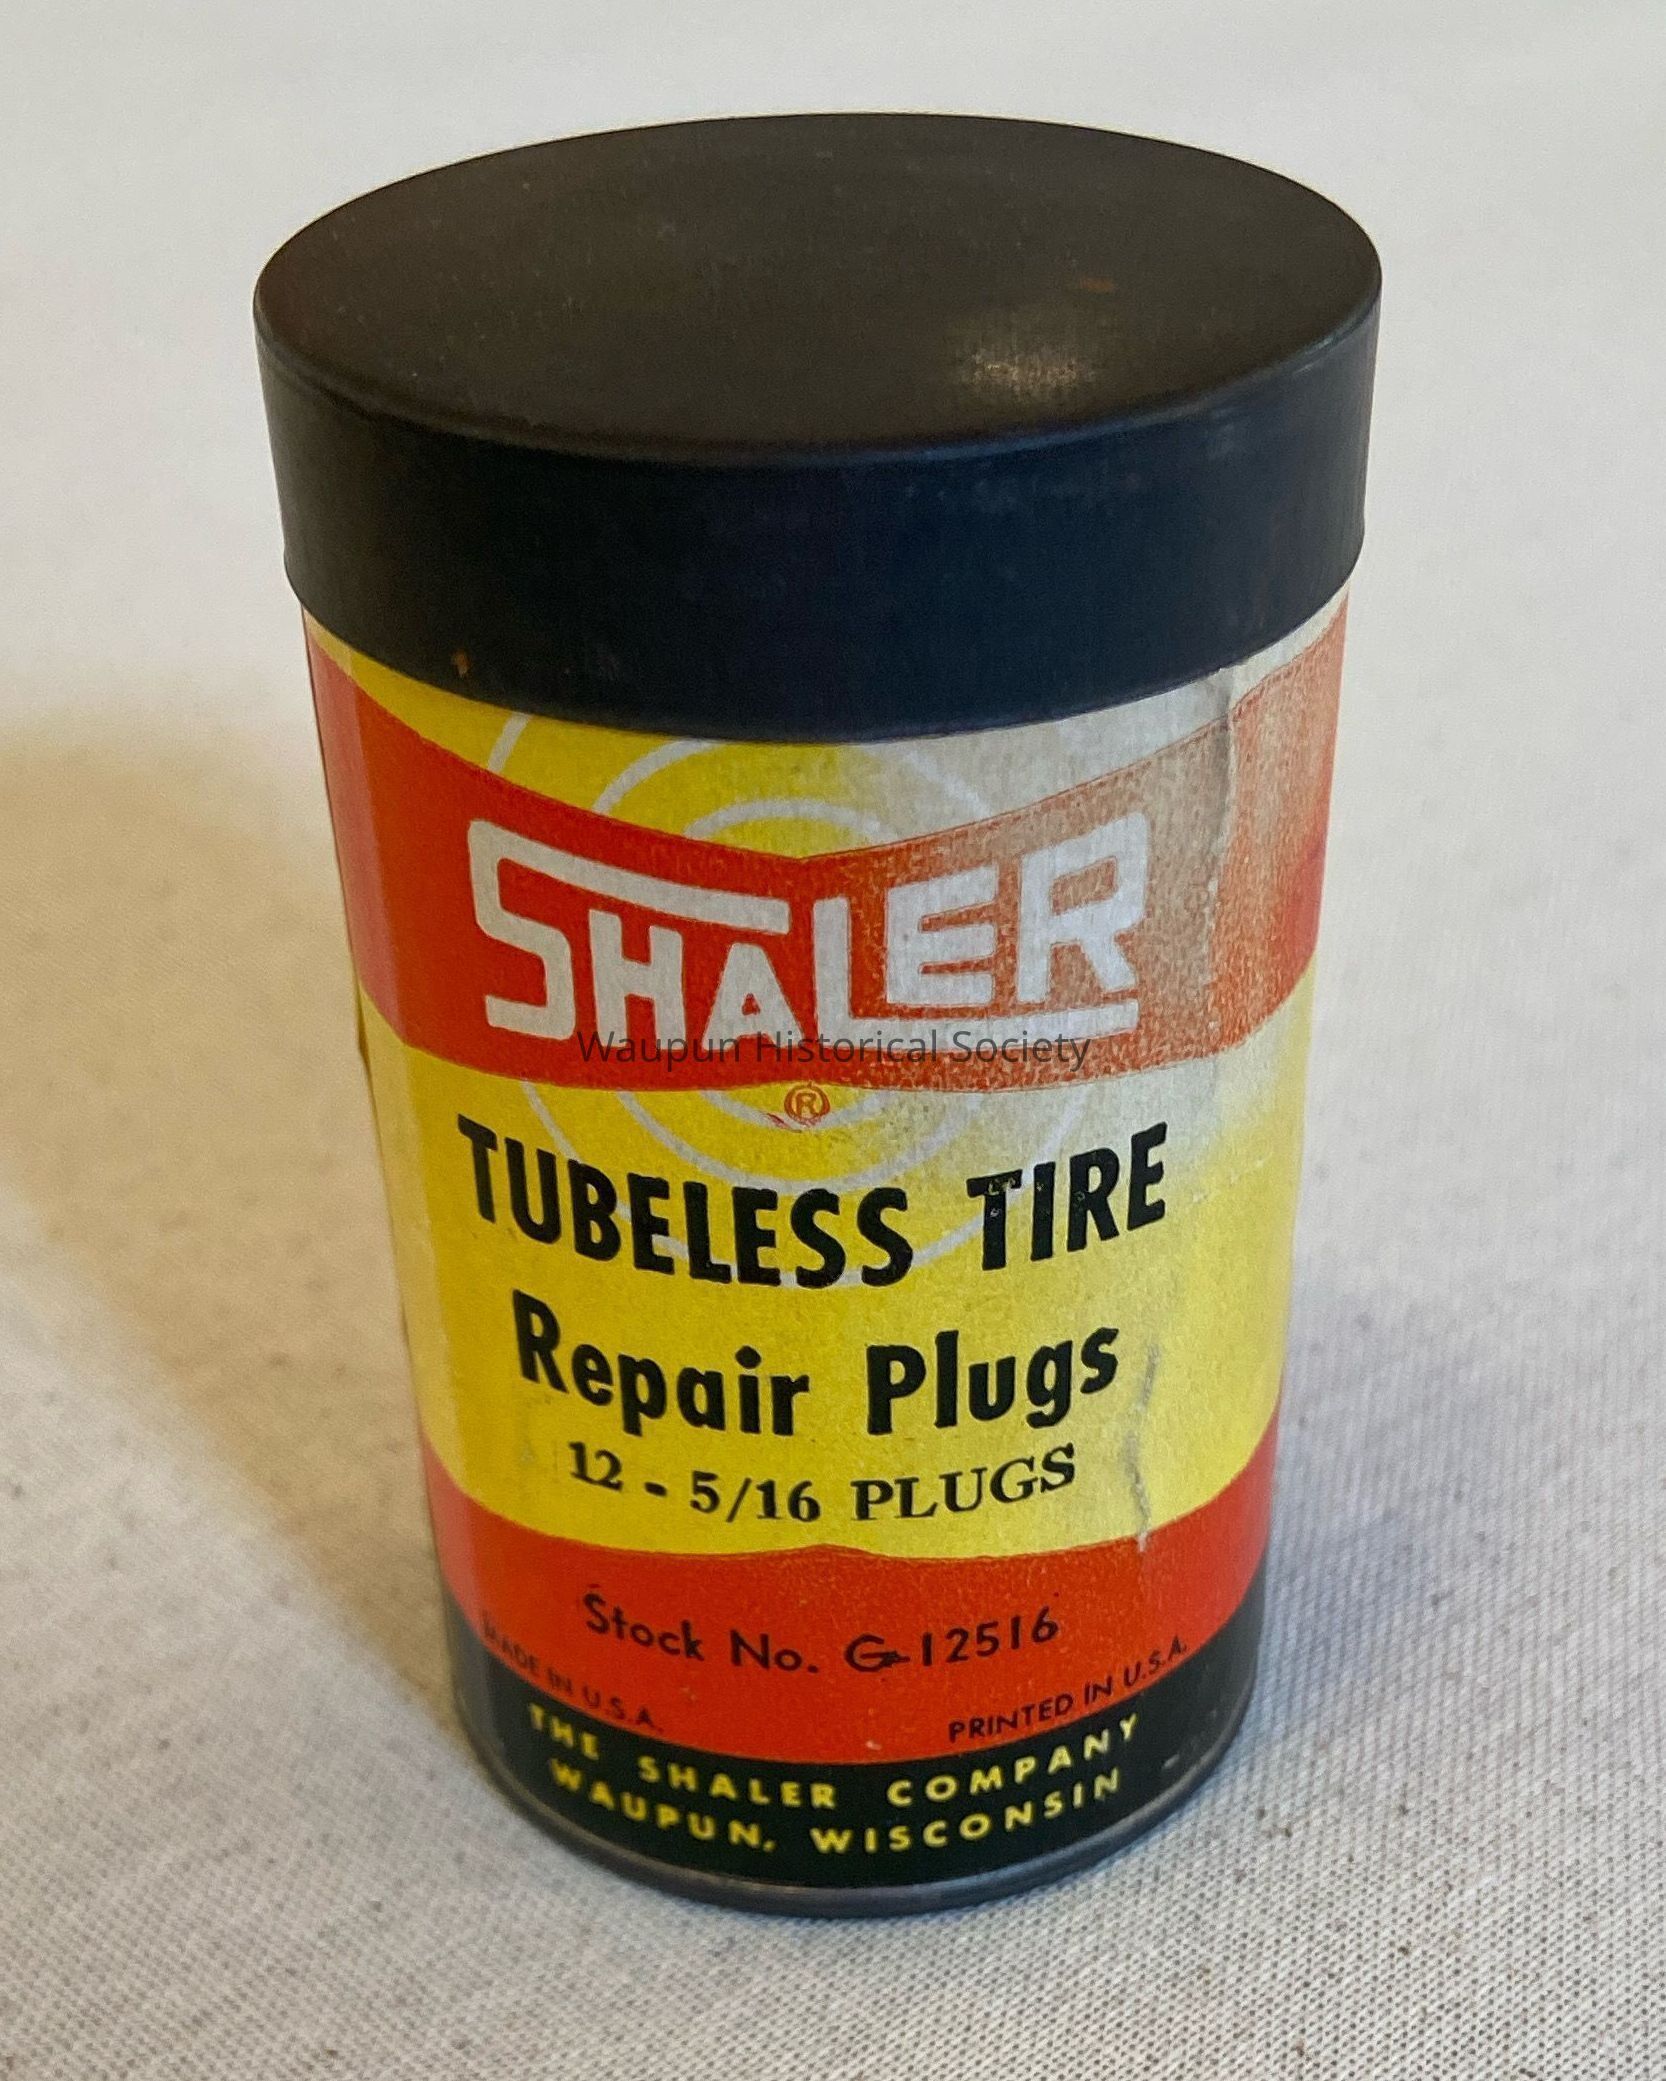 SHALER
Waupun Historical Society
®
TUBELESS TIRE
Repair Plugs
12 - 5/16 PLUGS
Stock No. G-12516
MADE IN U.S.A.
PRINTED IN U.S.A.
THE SHALER COMPANY
WAUPUN, WISCONSIN